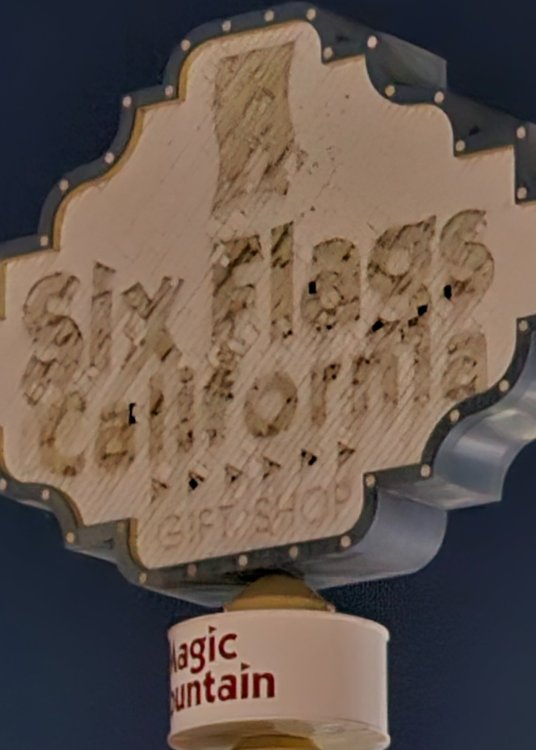 Six Flags
California
GIFT SHOP
Magic
ountain